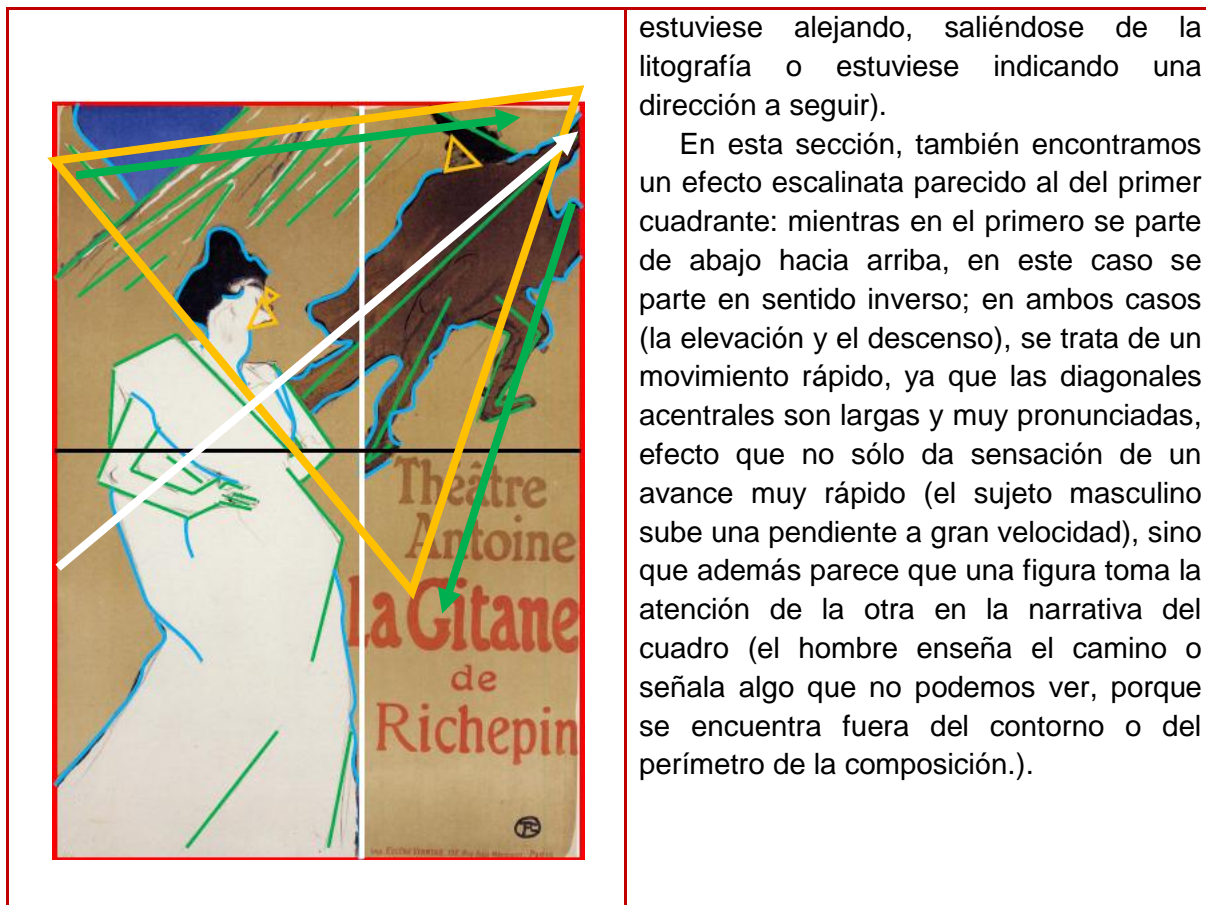 estuviese alejando, saliéndose de la
litografía o estuviese indicando una
dirección a seguir).
En esta sección, también encontramos
un efecto escalinata parecido al del primer
cuadrante: mientras en el primero se parte
de abajo hacia arriba, en este caso se
parte en sentido inverso; en ambos casos
(la elevación y el descenso), se trata de un
movimiento rápido, ya que las diagonales
acentrales son largas y muy pronunciadas,
efecto que no sólo da sensación de un
avance muy rápido (el sujeto masculino
sube una pendiente a gran velocidad), sino
que además parece que una figura toma la
atención de la otra en la narrativa del
cuadro (el hombre enseña el camino o
señala algo que no podemos ver, porque
se encuentra fuera del contorno o del
perímetro de la composición.).
Theâtre
Antoine
La Gitane
de
Richepin